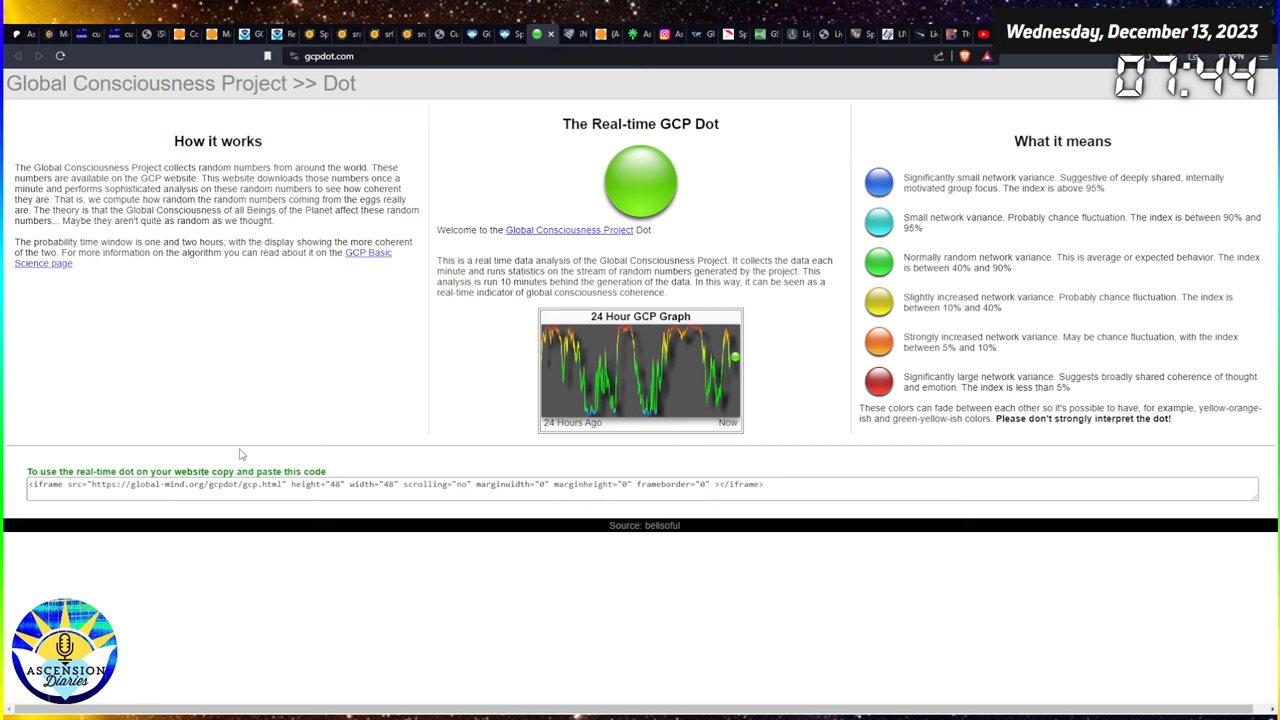 Wednesday, December 13, 2023
07:44
gcpdot.com
VPN
Global Consciousness Project >> Dot
How it works
The Global Consciousness Project collects random numbers from around the world. These
numbers are available on the GCP website. This website downloads those numbers once a
minute and performs sophisticated analysis on these random numbers to see how coherent
they are. That is, we compute how random the random numbers coming from the eggs really
are. The theory is that the Global Consciousness of all Beings of the Planet affect these random
numbers... Maybe they aren't quite as random as we thought.
The probability time window is one and two hours; with the display showing the more coherent
of the two. For more information on the algorithm you can read about it on the GCP Basic
Science page
The Real-time GCP Dot
Welcome to the Global Consciousness Project Dot
This is a real time data analysis of the Global Consciousness Project. It collects the data each
minute and runs statistics on the stream of random numbers generated by the project. This
analysis is run 10 minutes behind the generation of the data. In this way, it can be seen as a
real-time indicator of global consciousness coherence.
24 Hour GCP Graph
24 Hours Ago
Now
What it means
Significantly small network variance. Suggestive of deeply shared, internally
motivated group focus. The index is above 95%
Small network variance. Probably chance fluctuation. The index is between 90% and
95%
Normally random network variance. This is average or expected behavior. The index
is between 40% and 90%
Slightly increased network variance. Probably chance fluctuation. The index is
between 10% and 40%
Strongly increased network variance. May be chance fluctuation, with the index
between 5% and 10%
Significantly large network variance. Suggests broadly shared coherence of thought
and emotion. The index is less than 5%
These colors can fade between each other so it's possible to have, for example, yellow-orange-
ish and green-yellow-ish colors. Please don't strongly interpret the dot!
To use the real-time dot on your website copy and paste this code
<iframe src="https://global-mind.org/gcpdot/gcp.html" height="48" width="48" scrolling="no" marginwidth="0" marginheight="0" frameborder="0" ></iframe>
Source: belisoful
ASCENSION
Diaries